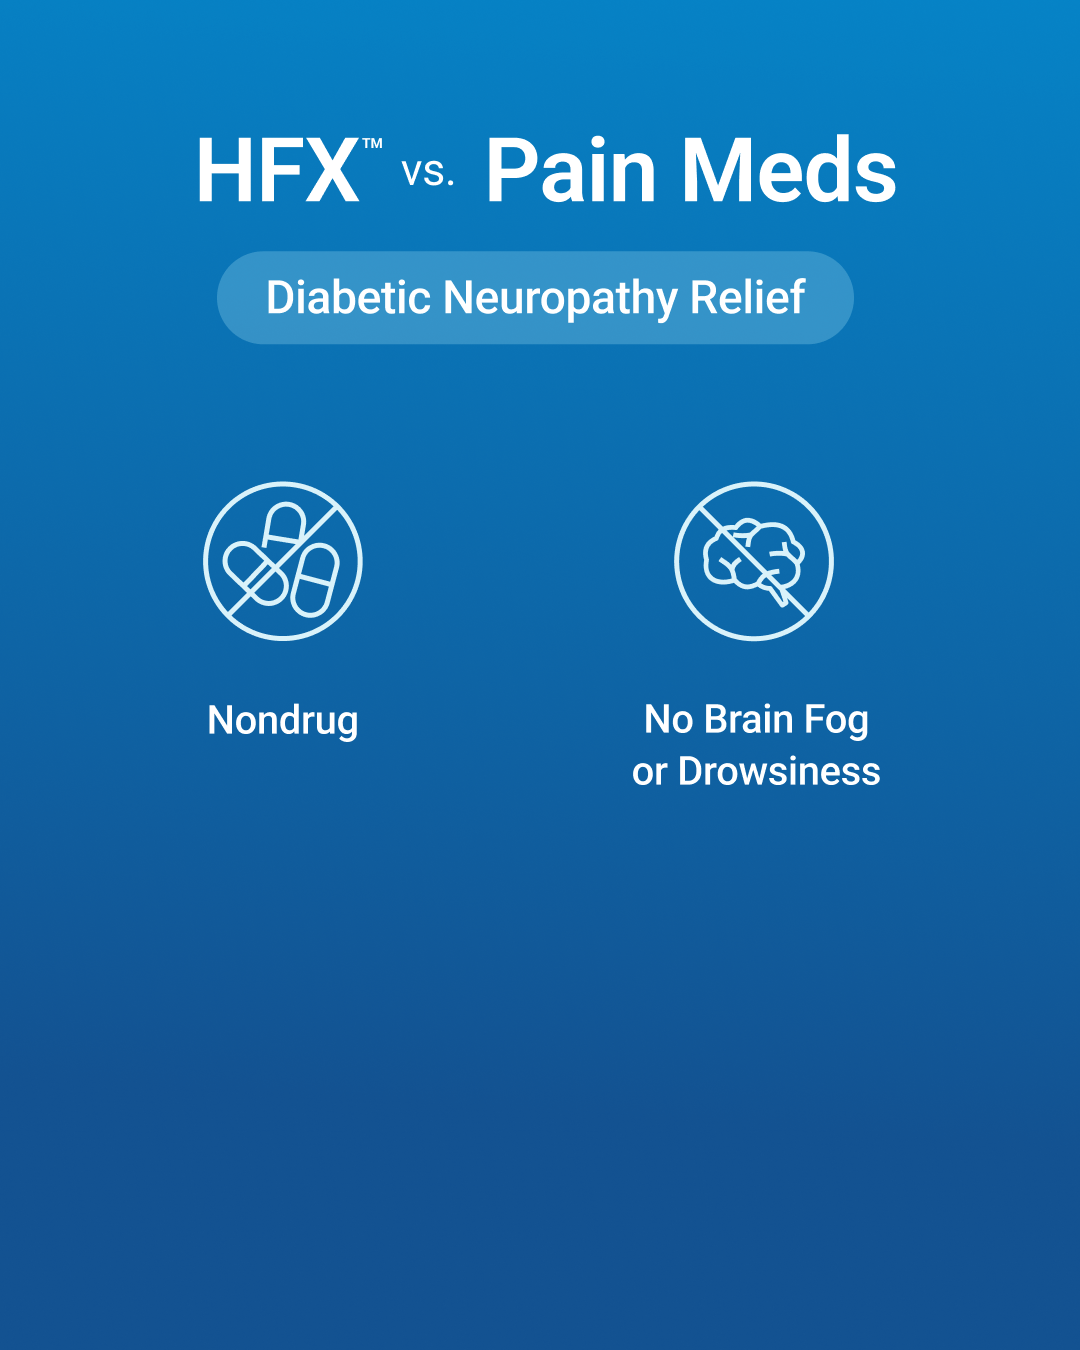 HFX™ vs. Pain Meds
Diabetic Neuropathy Relief
Nondrug
No Brain Fog
or Drowsiness